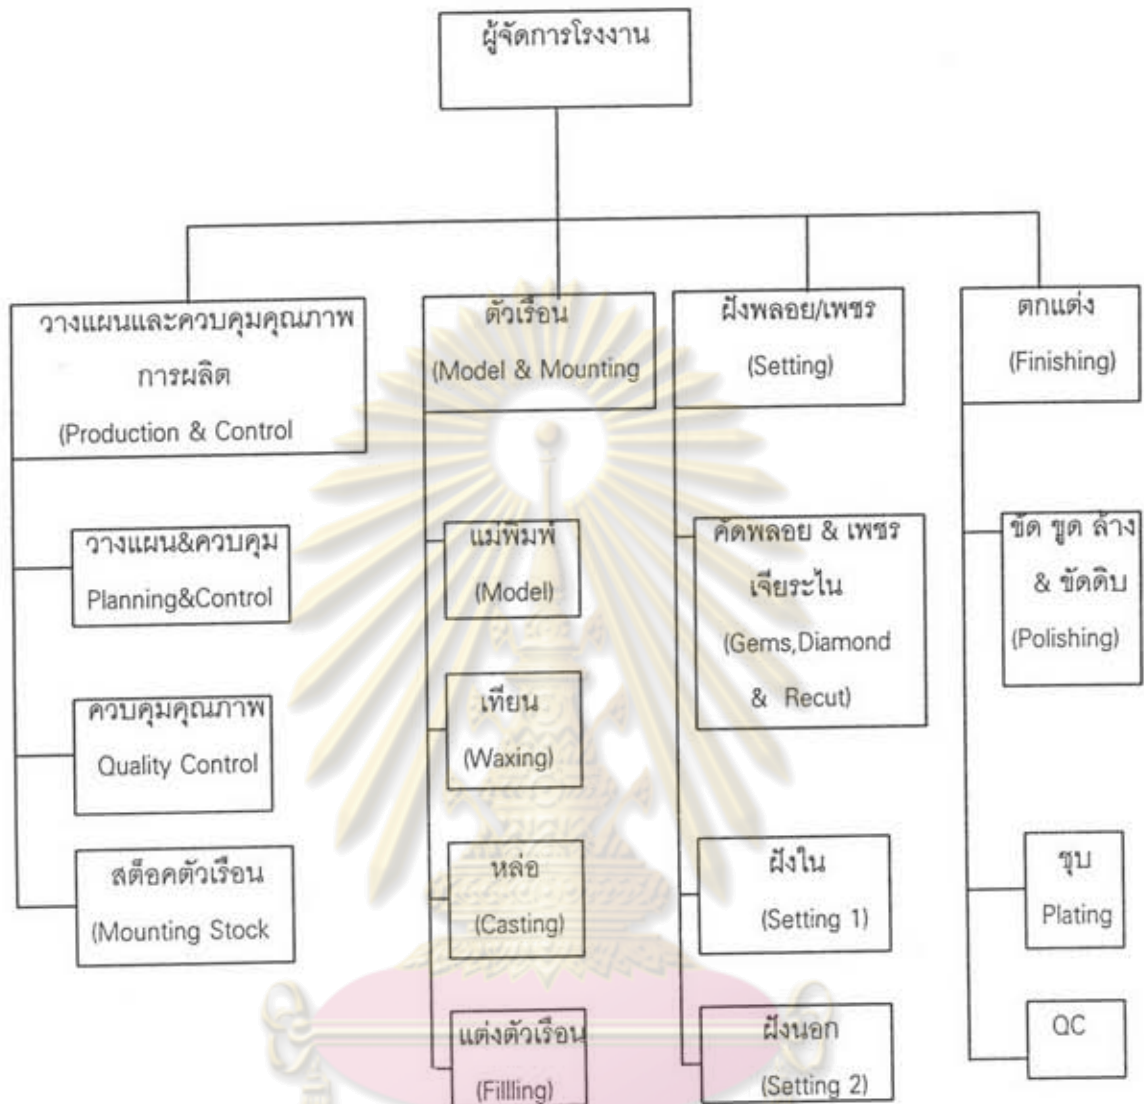 ผู้จัดการโรงงาน
วางแผนและควบคุมคุณภาพ
การผลิต
(Production & Control
ตัวเรือน
(Model & Mounting
ฝังพลอย/เพชร
(Setting)
ตกแต่ง
(Finishing)
วางแผน&ควบคุม
Planning&Control
ควบคุมคุณภาพ
Quality Control
สต็อคตัวเรือน
(Mounting Stock
แม่พิมพ์
(Model)
เทียน
(Waxing)
หล่อ
(Casting)
แต่งตัวเรือน
(Fillling)
คัดพลอย & เพชร
เจียระไน
(Gems,Diamond
& Recut)
ฝังใน
(Setting 1)
ฝังนอก
(Setting 2)
ขัด ขูด ล้าง
& ขัดดิบ
(Polishing)
ชุบ
Plating
QC